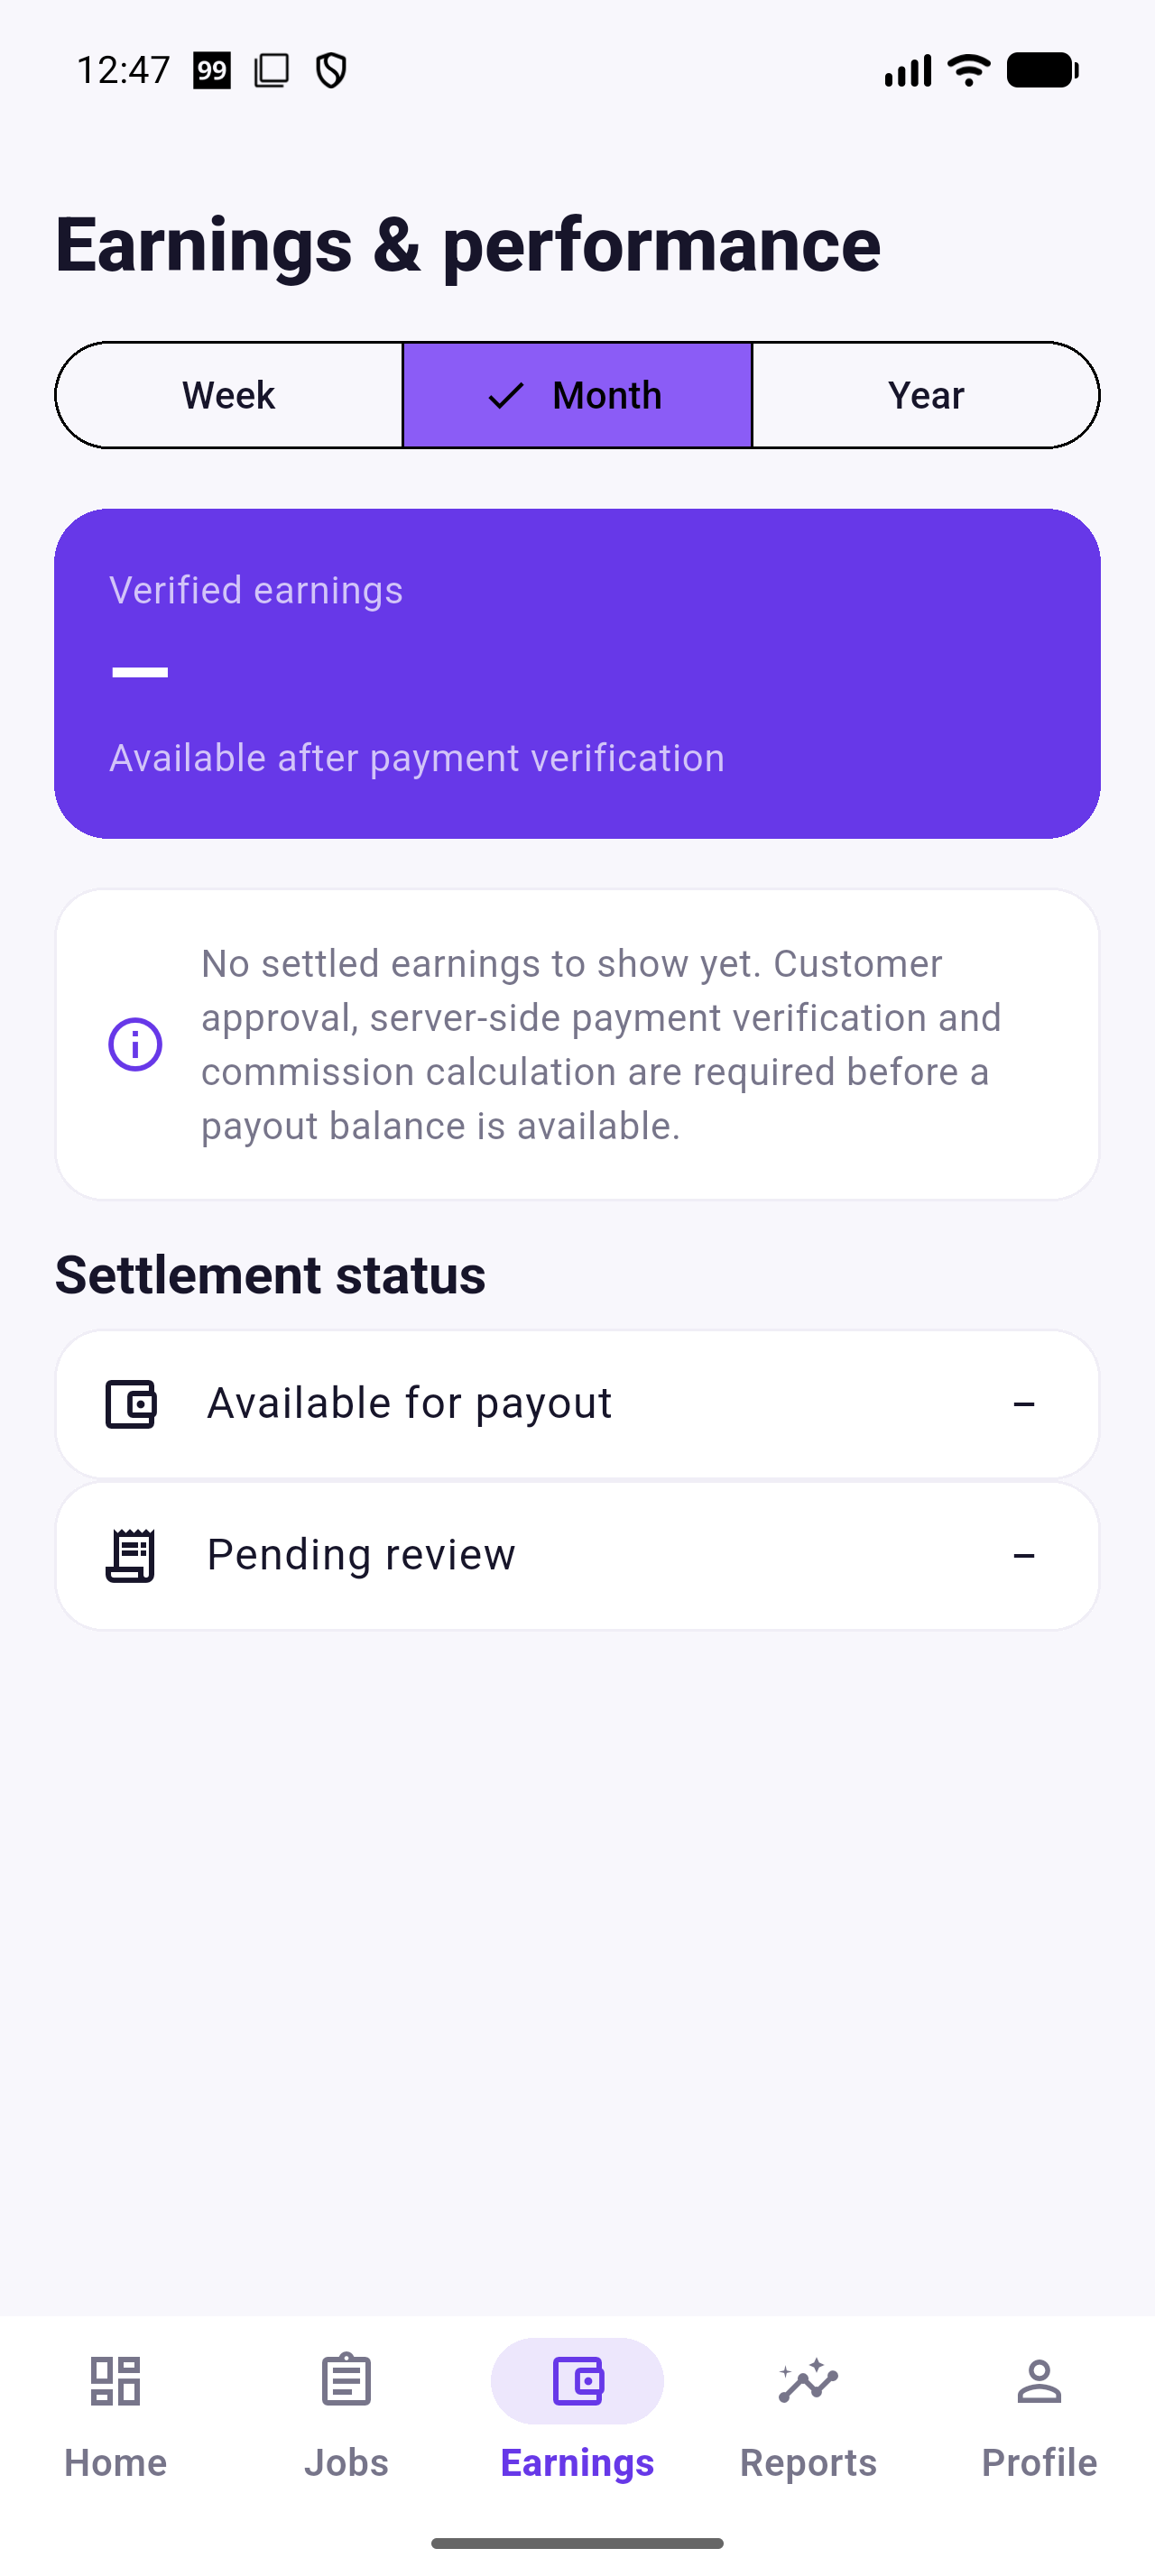 12:47 99
Earnings & performance
Week Month Year
Verified earnings
—
Available after payment verification
No settled earnings to show yet. Customer
approval, server-side payment verification and
commission calculation are required before a
payout balance is available.
Settlement status
Available for payout –
Pending review –
Home Jobs Earnings Reports Profile